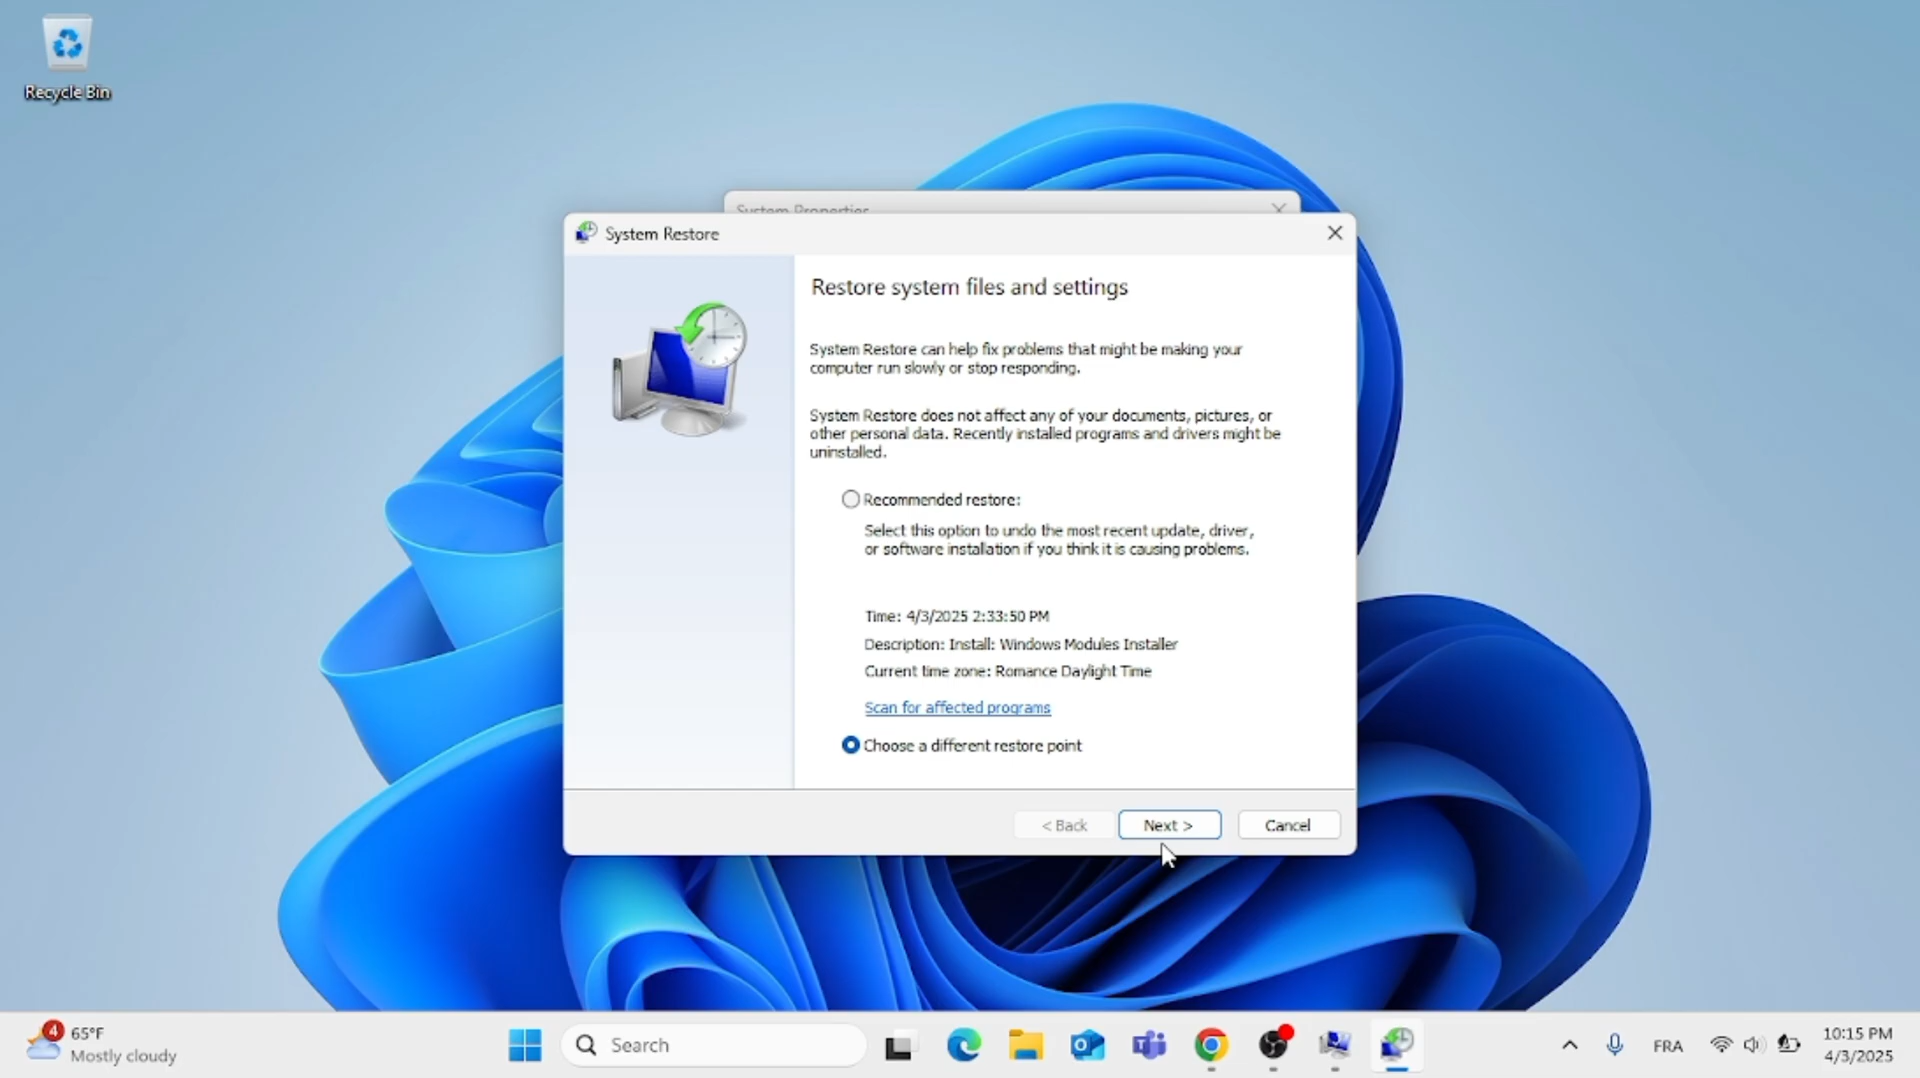 Recycle Bin
System Properties
System Restore
Restore system files and settings
System Restore can help fix problems that might be making your
computer run slowly or stop responding.
System Restore does not affect any of your documents, pictures, or
other personal data. Recently installed programs and drivers might be
uninstalled.
Recommended restore:
Select this option to undo the most recent update, driver,
or software installation if you think it is causing problems.
Time: 4/3/2025 2:33:50 PM
Description: Install: Windows Modules Installer
Current time zone: Romance Daylight Time
Scan for affected programs
Choose a different restore point
< Back
Next >
Cancel
4
65°F
Mostly cloudy
Search
FRA
10:15 PM
4/3/2025